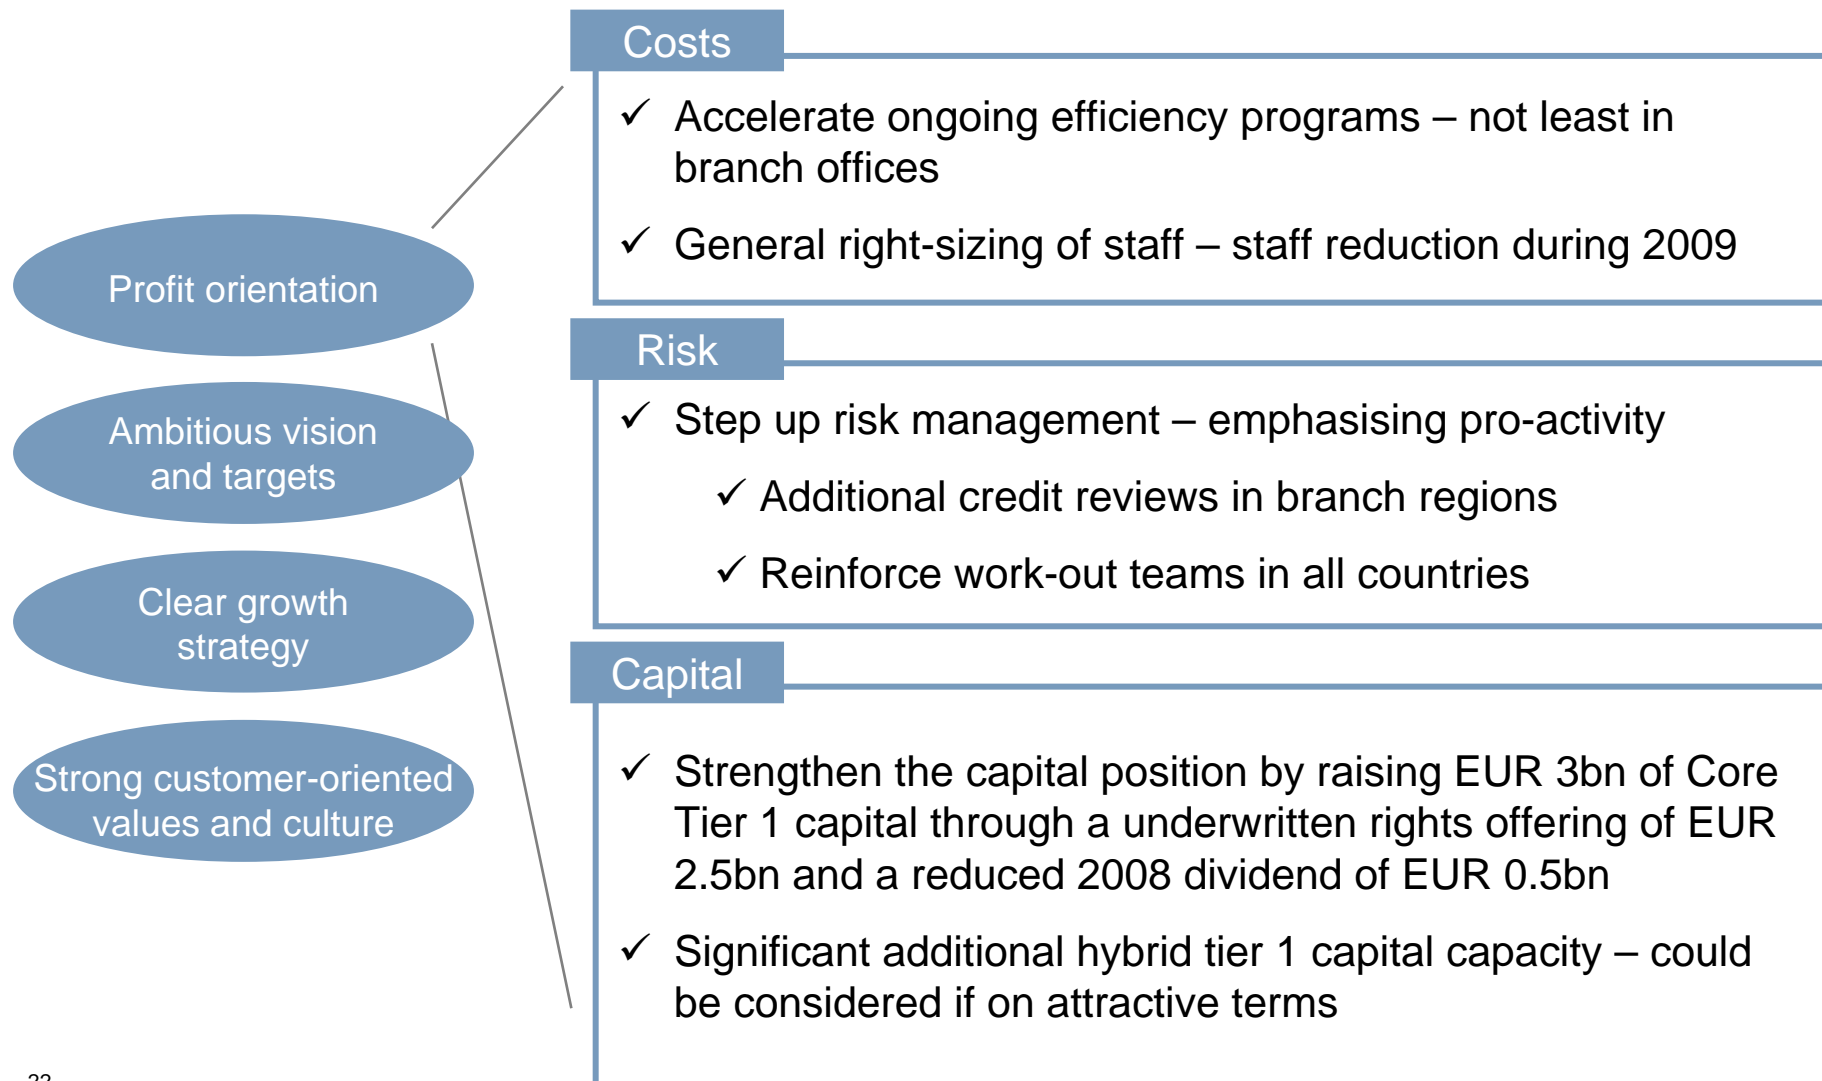 Costs
✓ Accelerate ongoing efficiency programs – not least in
branch offices
✓ General right-sizing of staff – staff reduction during 2009
Profit orientation
Risk
✓ Step up risk management – emphasising pro-activity
✓ Additional credit reviews in branch regions
✓ Reinforce work-out teams in all countries
Ambitious vision
and targets
Clear growth
strategy
Strong customer-oriented
values and culture
Capital
✓ Strengthen the capital position by raising EUR 3bn of Core
Tier 1 capital through a underwritten rights offering of EUR
2.5bn and a reduced 2008 dividend of EUR 0.5bn
✓ Significant additional hybrid tier 1 capital capacity – could
be considered if on attractive terms